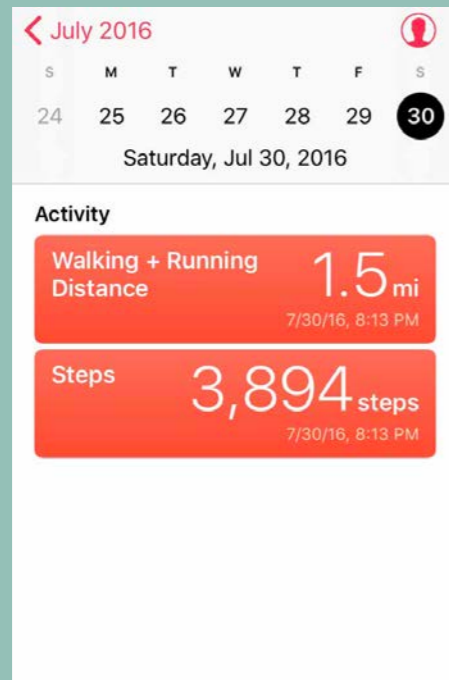 July 2016
S M T W T F S
24 25 26 27 28 29 30
Saturday, Jul 30, 2016
Activity
Walking + Running
Distance
1.5 mi
7/30/16, 8:13 PM
Steps
3,894 steps
7/30/16, 8:13 PM